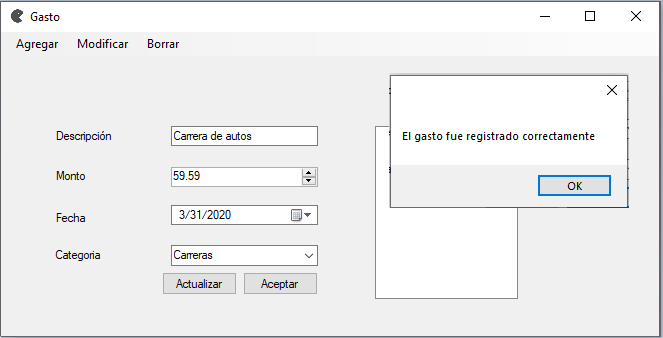 Gasto
Agregar Modificar Borrar
Descripción Carrera de autos
Monto 59.59
Fecha 3/31/2020
Categoria Carreras
Actualizar Aceptar
El gasto fue registrado correctamente
OK